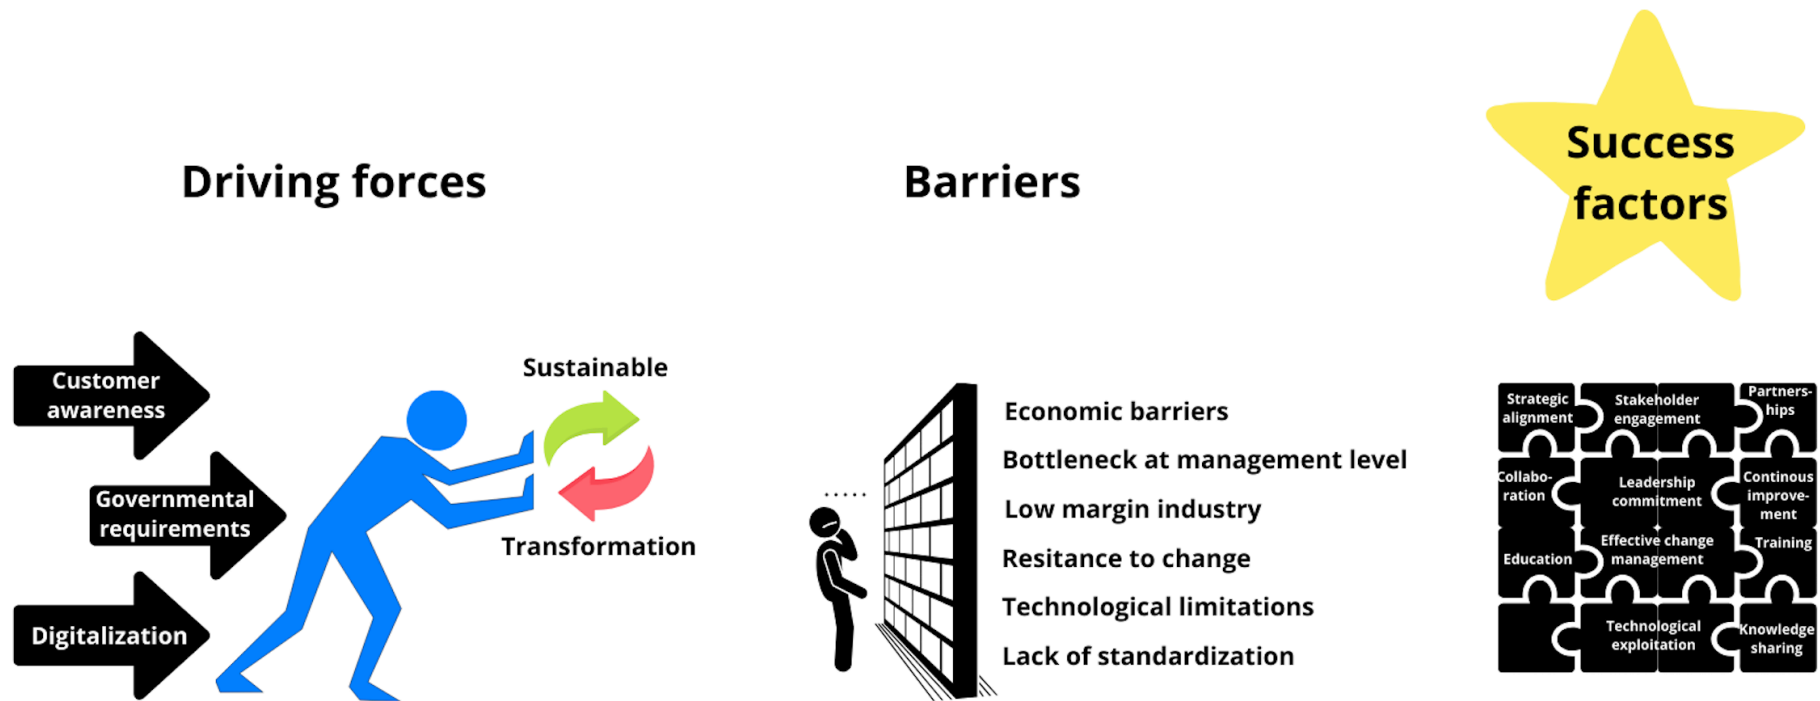 Driving forces
Customer
awareness
Governmental
requirements
Digitalization
Sustainable
Transformation
Barriers
Economic barriers
Bottleneck at management level
Low margin industry
Resitance to change
Technological limitations
Lack of standardization
Success
factors
Strategic
alignment
Stakeholder
engagement
Partners-
hips
Collabo-
ration
Leadership
commitment
Continous
improve-
ment
Education
Effective change
management
Training
Technological
exploitation
Knowledge
sharing